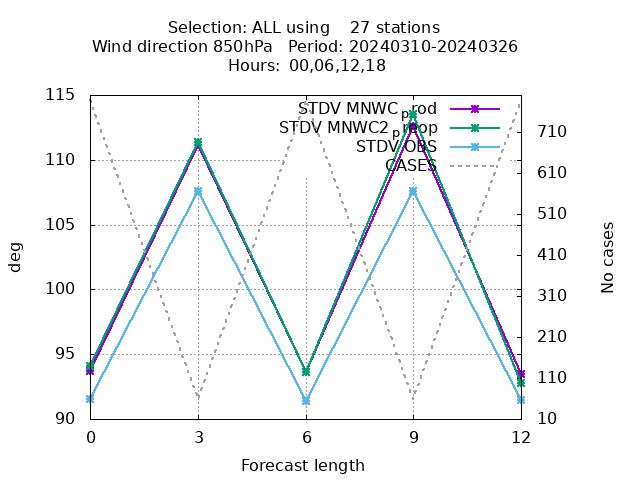 Selection: ALL using    27 stations
Wind direction 850hPa   Period: 20240310-20240326
Hours: 00,06,12,18
STDV MNWC_prod
STDV MNWC2_preop
STDV OBS
CASES
115
110
105
100
95
90
deg
710
610
510
410
310
210
110
10
No cases
0 3 6 9 12
Forecast length